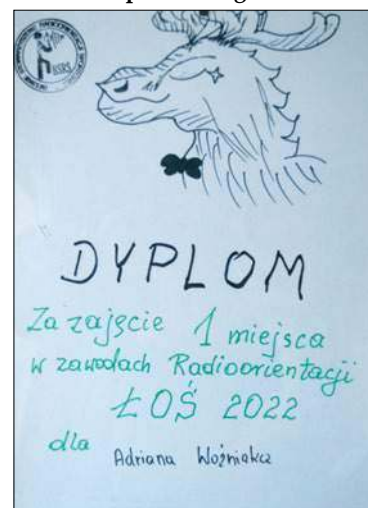 DYPLOM
Za zajęcie 1 miejsca
w zawodach Radioorientacji
ŁOŚ 2022
dla
Adriana Woźniaka